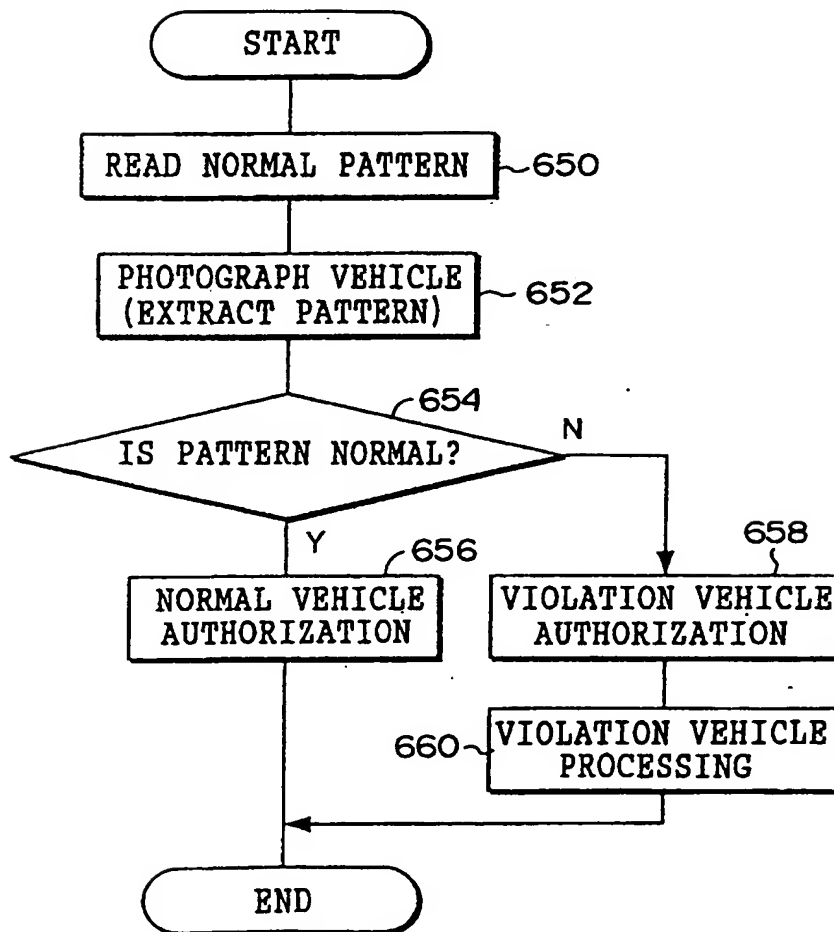 START
READ NORMAL PATTERN
650
PHOTOGRAPH VEHICLE
(EXTRACT PATTERN)
652
654
IS PATTERN NORMAL?
N
Y
656
NORMAL VEHICLE
AUTHORIZATION
658
VIOLATION VEHICLE
AUTHORIZATION
660
VIOLATION VEHICLE
PROCESSING
END